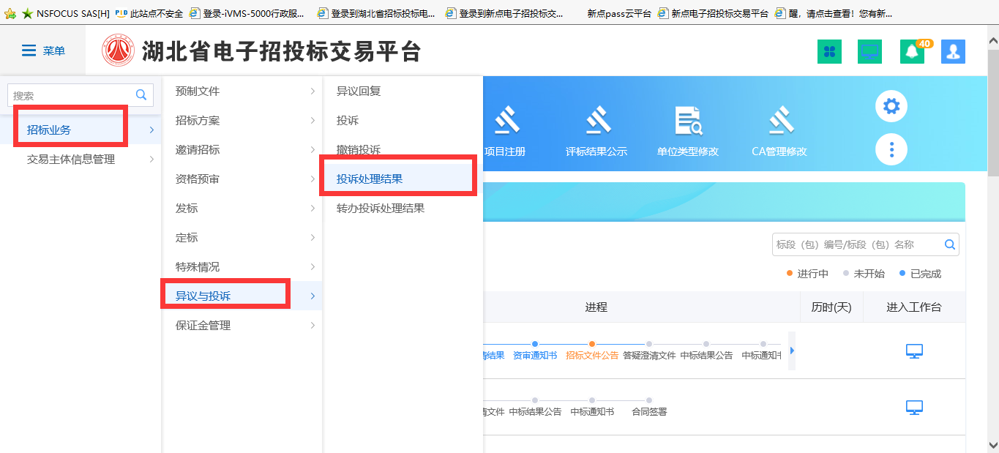 NSFOCUS SAS[H] 此站点不安全 登录-iVMS-5000行政服... 登录到湖北省招标投标电... 登录到新点电子招投标交... 新点pass云平台 新点电子招投标交易平台 醒，请点击查看！您有新...
菜单 湖北省电子招投标交易平台 40
搜索
招标业务
交易主体信息管理
预制文件
招标方案
邀请招标
资格预审
发标
定标
特殊情况
异议与投诉
保证金管理
异议回复
投诉
撤销投诉
投诉处理结果
转办投诉处理结果
项目注册 评标结果公示 单位类型修改 CA管理修改
标段（包）编号/标段（包）名称
进行中 未开始 已完成
进程 历时(天) 进入工作台
结果 资审通知书 招标文件公告 答疑澄清文件 中标结果公告 中标通知
文件 中标结果公告 中标通知书 合同签署